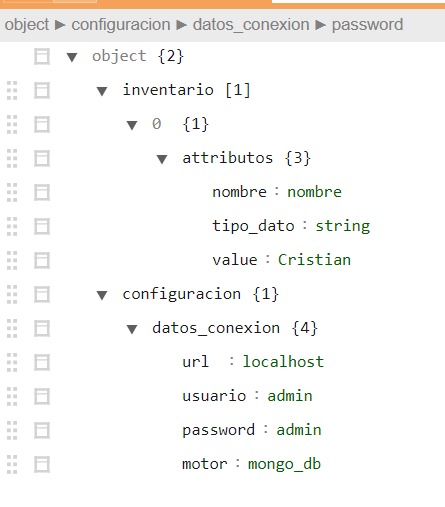 object ► configuracion ► datos_conexion ► password
▼ object {2}
▼ inventario [1]
▼ 0 {1}
▼ attributos {3}
nombre : nombre
tipo_dato : string
value : Cristian
▼ configuracion {1}
▼ datos_conexion {4}
url : localhost
usuario : admin
password : admin
motor : mongo_db